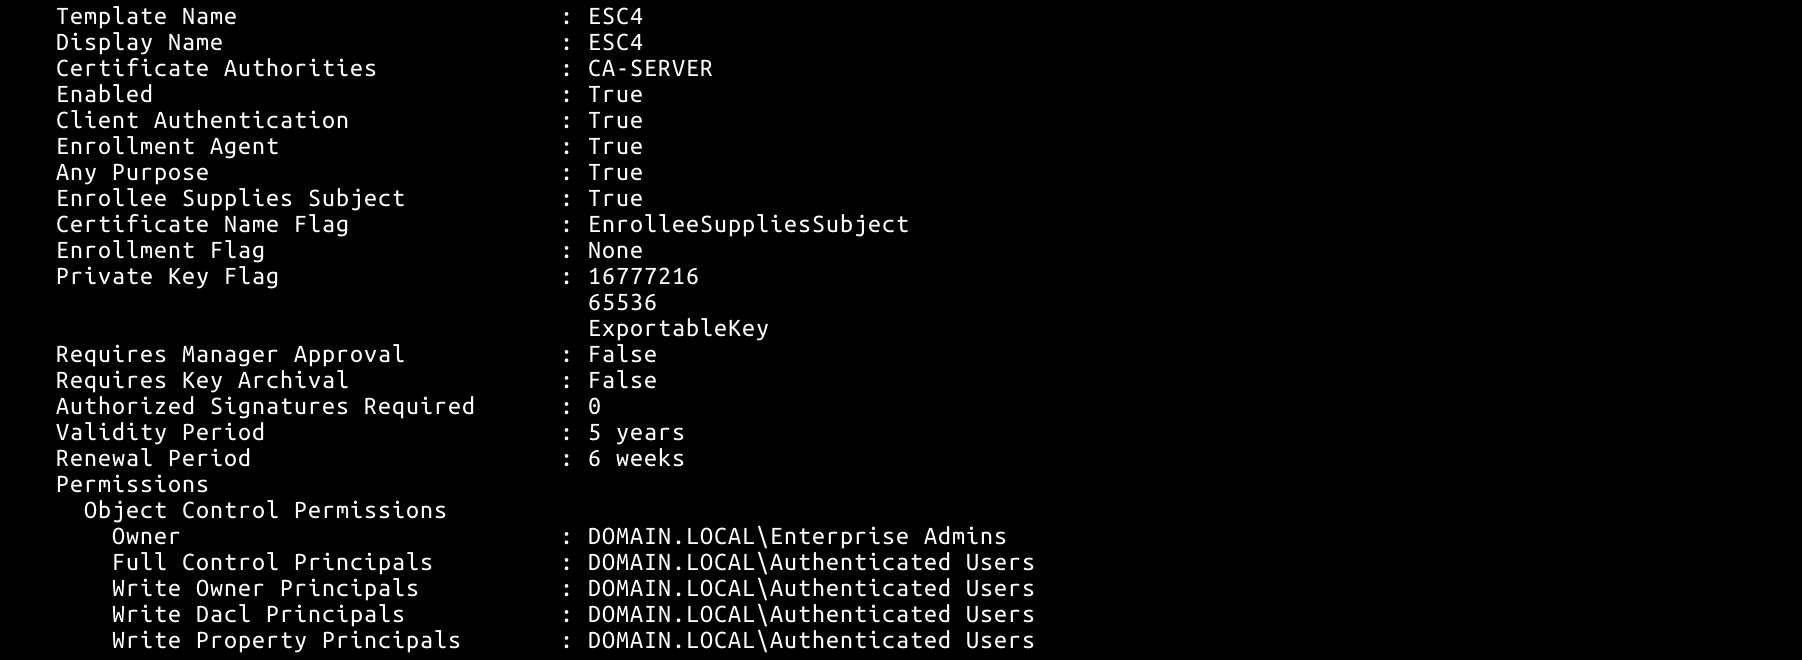 Template Name : ESC4
Display Name : ESC4
Certificate Authorities : CA-SERVER
Enabled : True
Client Authentication : True
Enrollment Agent : True
Any Purpose : True
Enrollee Supplies Subject : True
Certificate Name Flag : EnrolleeSuppliesSubject
Enrollment Flag : None
Private Key Flag : 16777216
65536
ExportableKey
Requires Manager Approval : False
Requires Key Archival : False
Authorized Signatures Required : 0
Validity Period : 5 years
Renewal Period : 6 weeks
Permissions
Object Control Permissions
Owner : DOMAIN.LOCAL\Enterprise Admins
Full Control Principals : DOMAIN.LOCAL\Authenticated Users
Write Owner Principals : DOMAIN.LOCAL\Authenticated Users
Write Dacl Principals : DOMAIN.LOCAL\Authenticated Users
Write Property Principals : DOMAIN.LOCAL\Authenticated Users